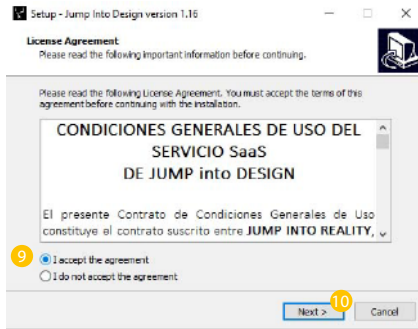 Setup - Jump Into Design version 1.16
License Agreement
Please read the following important information before continuing.
Please read the following License Agreement. You must accept the terms of this
agreement before continuing with the installation.
CONDICIONES GENERALES DE USO DEL
SERVICIO SaaS
DE JUMP into DESIGN
El presente Contrato de Condiciones Generales de Uso
constituye el contrato suscrito entre JUMP INTO REALITY,
9 I accept the agreement
I do not accept the agreement
10
Next > Cancel